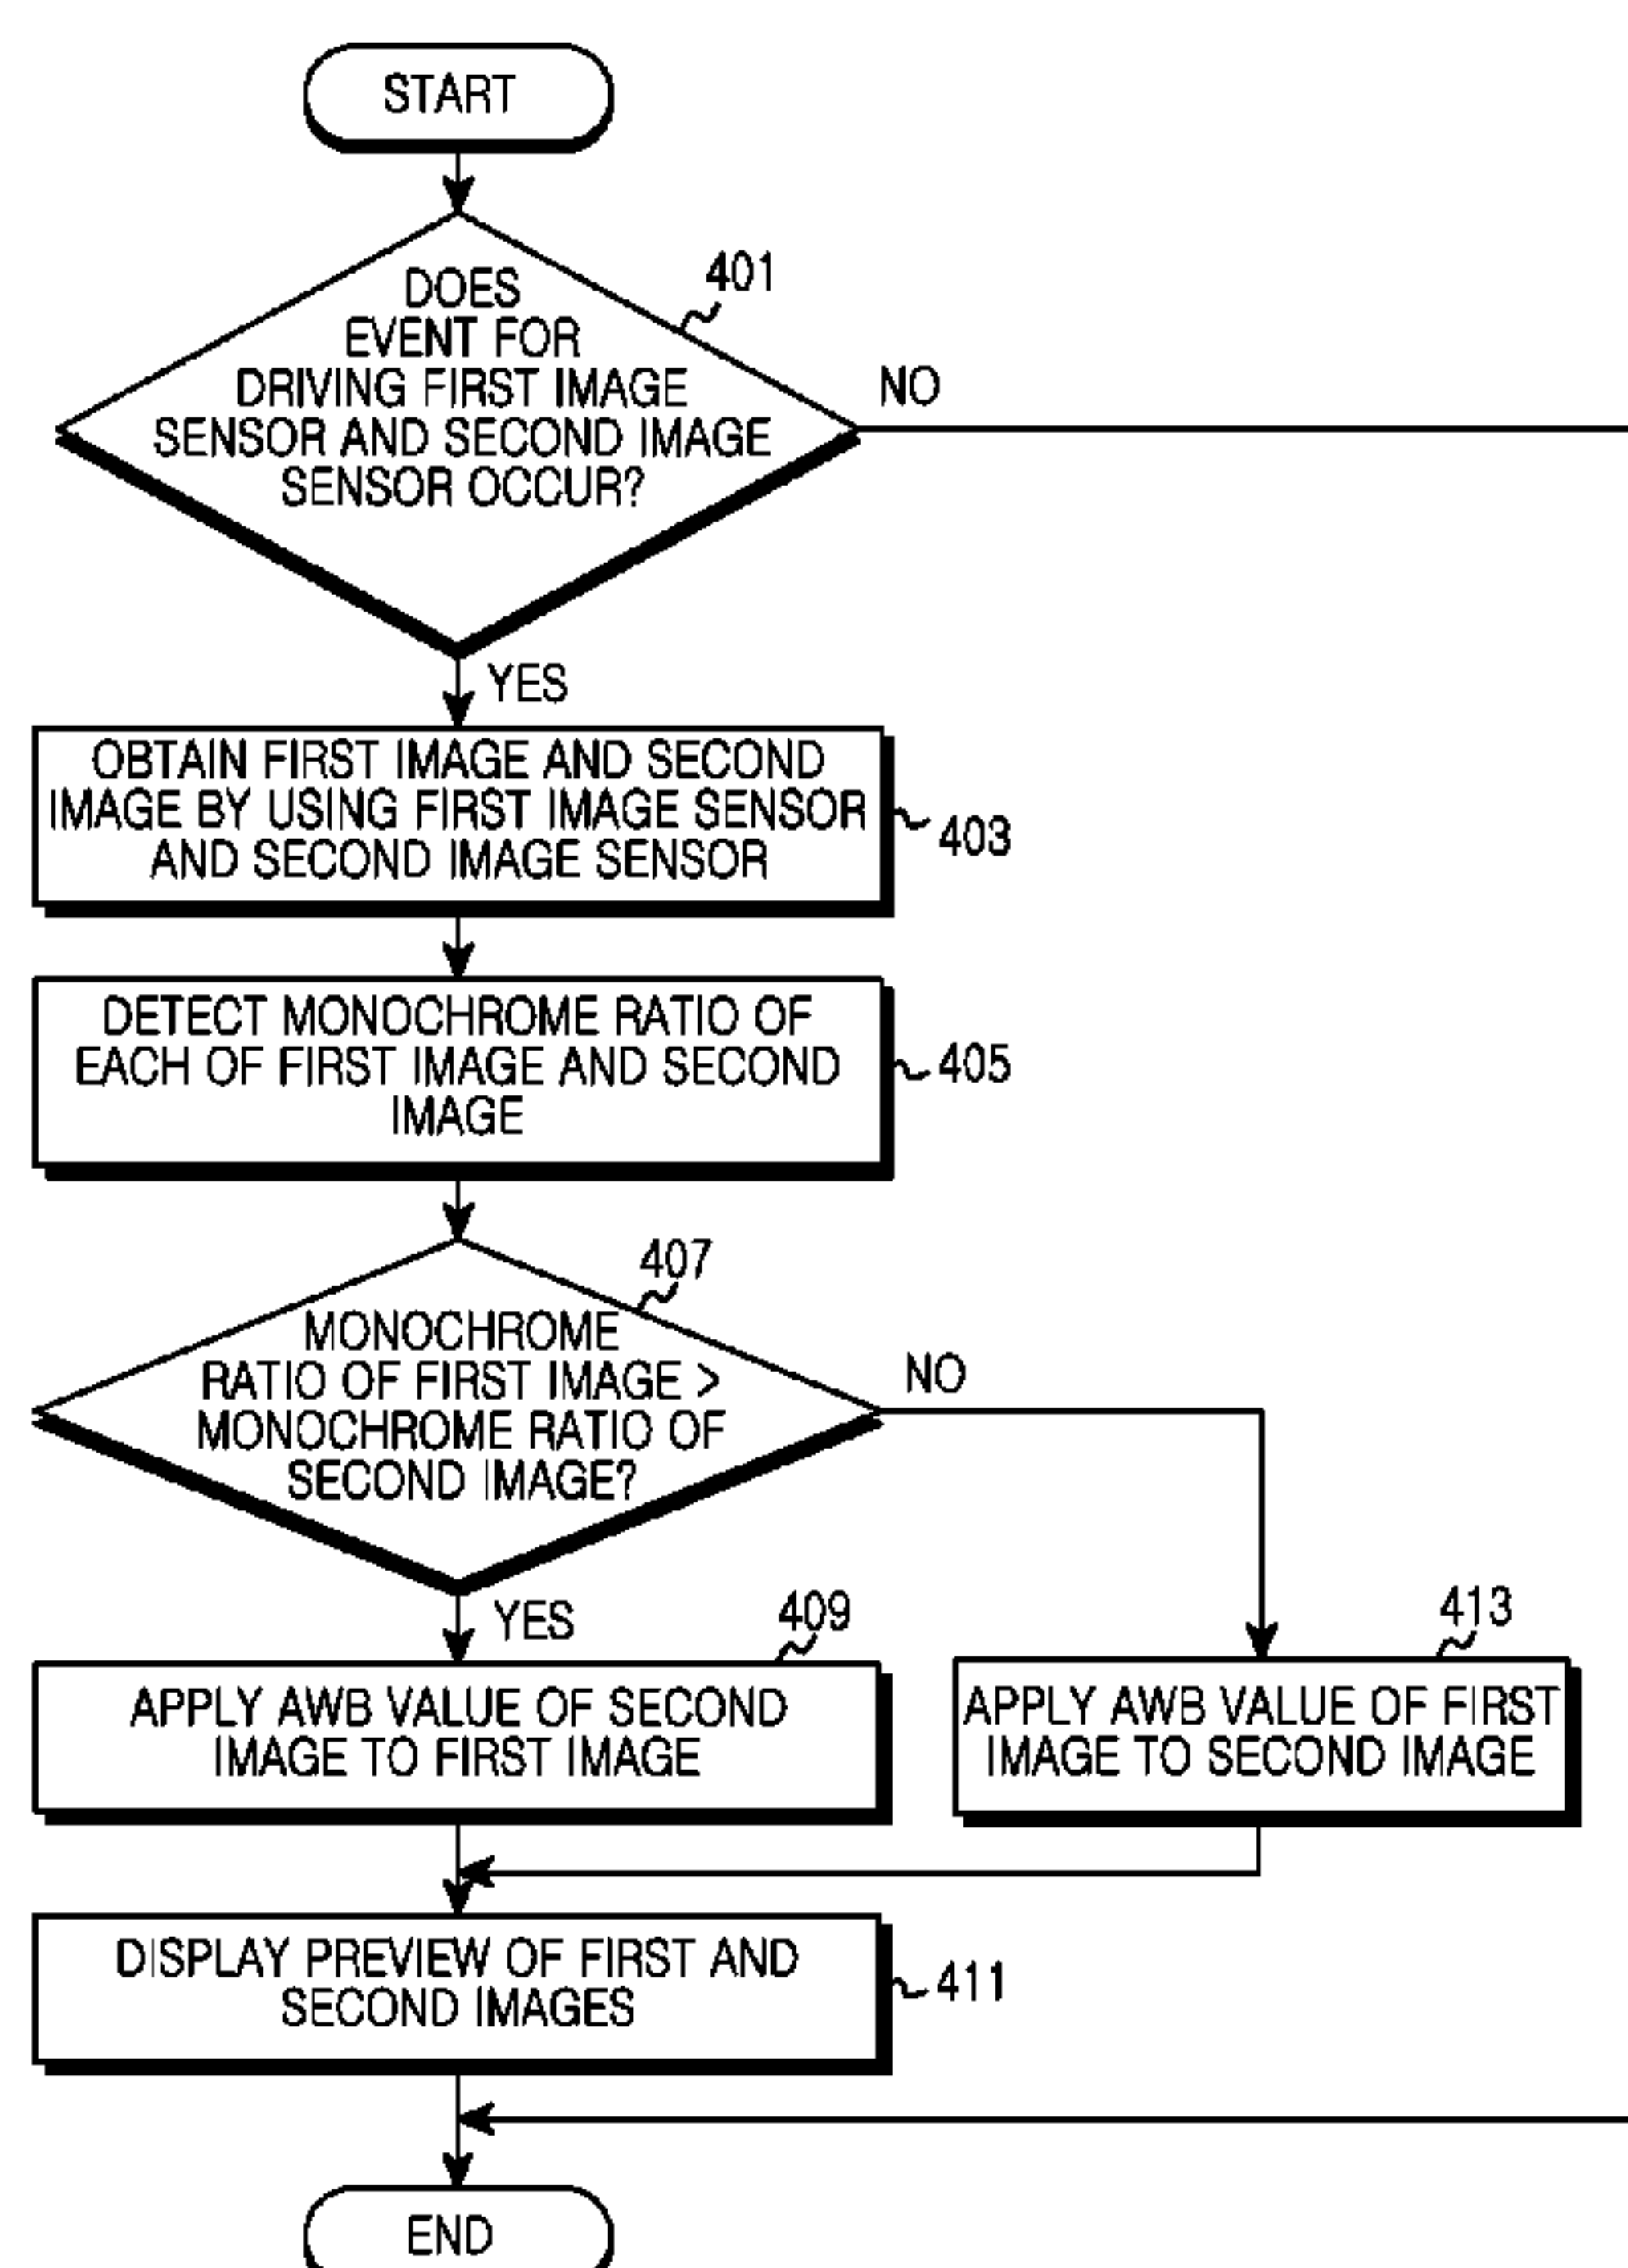 START
401
DOES
EVENT FOR
DRIVING FIRST IMAGE
SENSOR AND SECOND IMAGE
SENSOR OCCUR?
NO
YES
OBTAIN FIRST IMAGE AND SECOND
IMAGE BY USING FIRST IMAGE SENSOR
AND SECOND IMAGE SENSOR
403
DETECT MONOCHROME RATIO OF
EACH OF FIRST IMAGE AND SECOND
IMAGE
405
407
MONOCHROME
RATIO OF FIRST IMAGE >
MONOCHROME RATIO OF
SECOND IMAGE?
NO
YES
409
APPLY AWB VALUE OF SECOND
IMAGE TO FIRST IMAGE
413
APPLY AWB VALUE OF FIRST
IMAGE TO SECOND IMAGE
DISPLAY PREVIEW OF FIRST AND
SECOND IMAGES
411
END